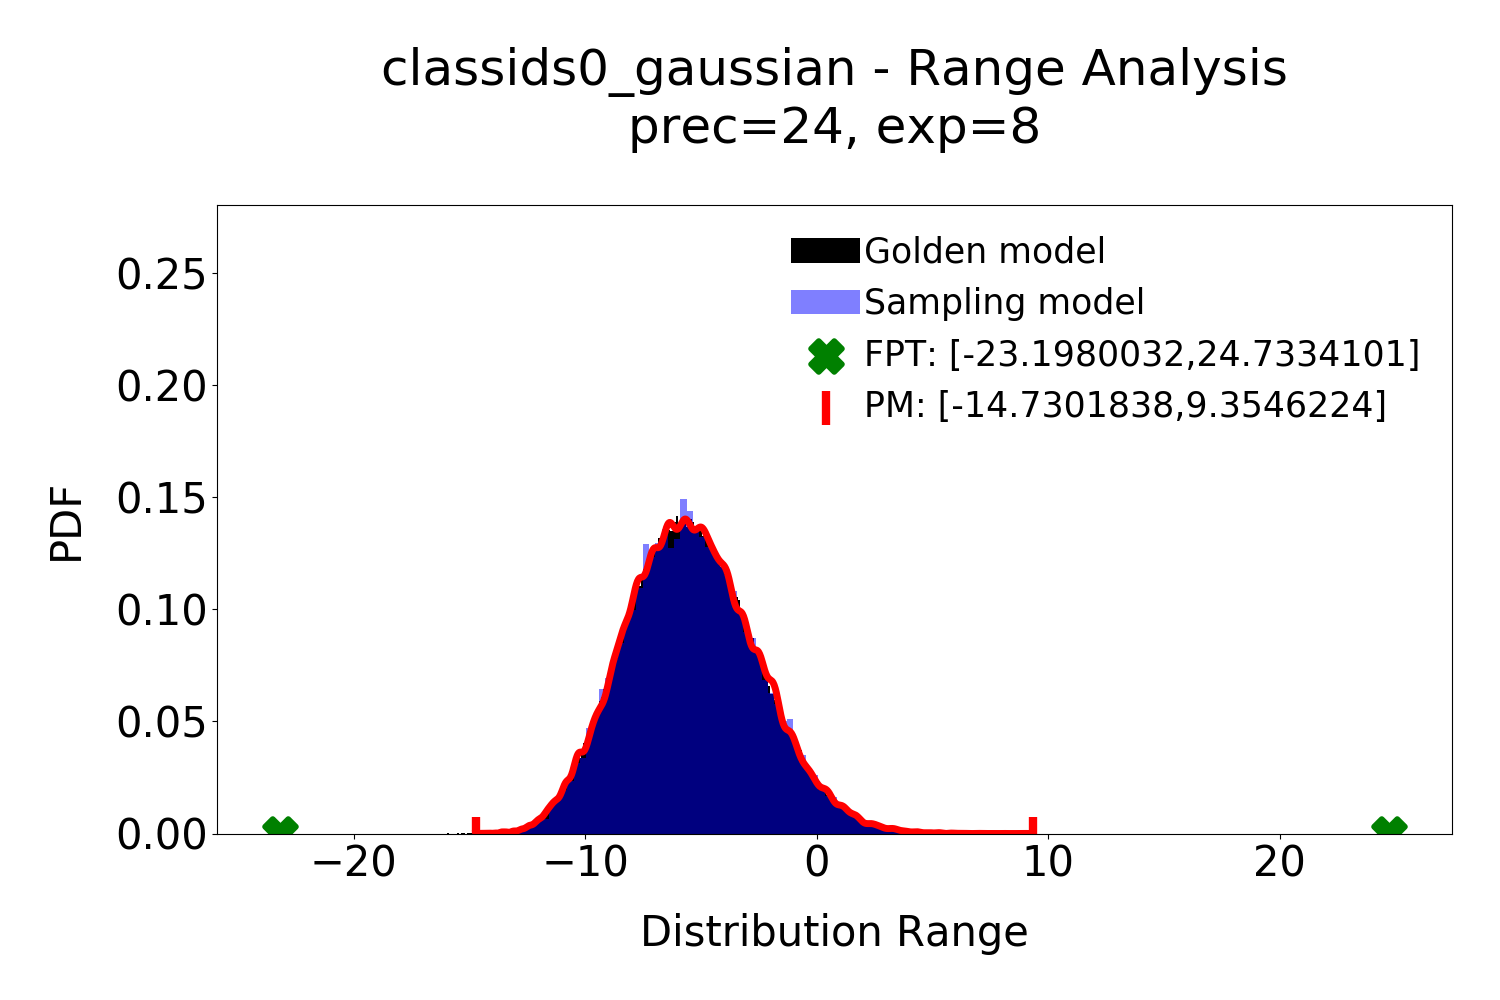 classids0_gaussian - Range Analysis
prec=24, exp=8
Golden model
Sampling model
FPT: [-23.1980032,24.7334101]
PM: [-14.7301838,9.3546224]
PDF
0.25
0.20
0.15
0.10
0.05
0.00
−20
−10
0
10
20
Distribution Range